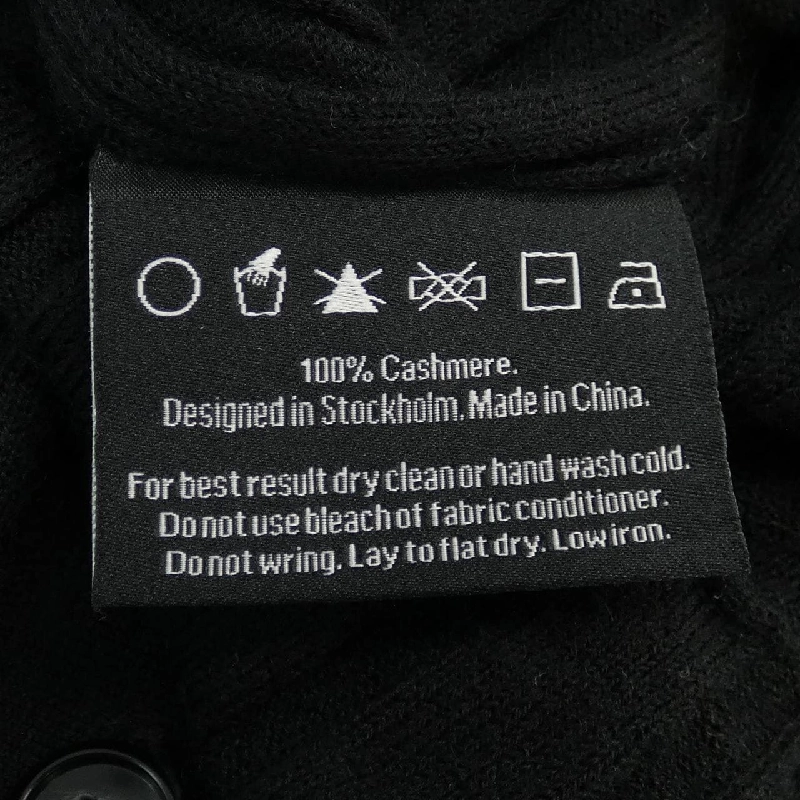 100% Cashmere.
Designed in Stockholm. Made in China.
For best result dry clean or hand wash cold.
Do not use bleach of fabric conditioner.
Do not wring. Lay to flat dry. Low iron.